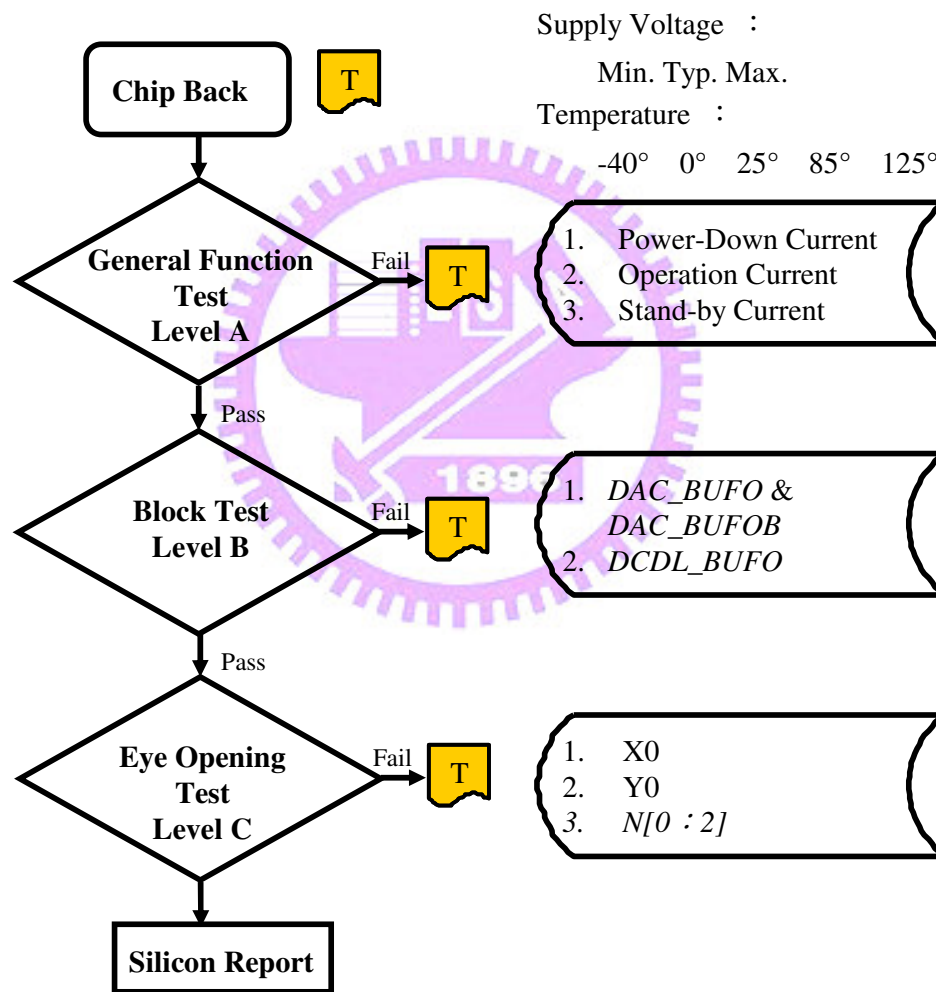 Supply Voltage ：
Min. Typ. Max.
Temperature ：
-40° 0° 25° 85° 125°
Chip Back
T
General Function
Test
Level A
Fail
T
1. Power-Down Current
2. Operation Current
3. Stand-by Current
Pass
1896
Block Test
Level B
Fail
T
1. DAC_BUFO &
DAC_BUFOB
2. DCDL_BUFO
Pass
Eye Opening
Test
Level C
Fail
T
1. X0
2. Y0
3. N[0：2]
Silicon Report